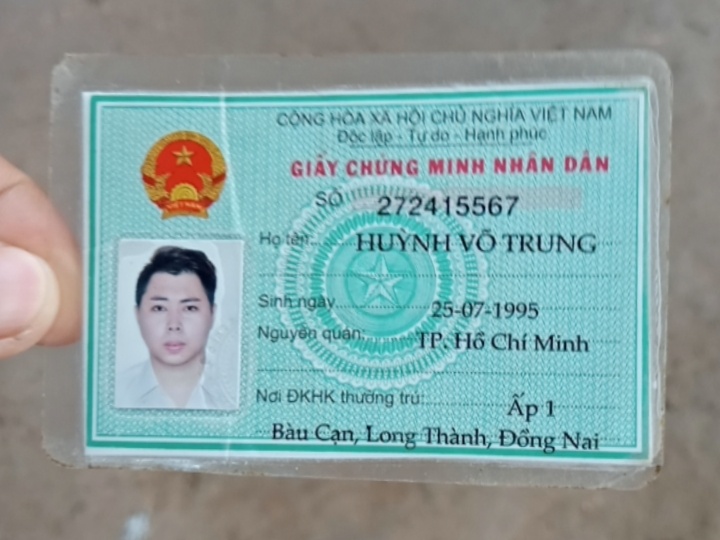 CỘNG HÒA XÃ HỘI CHỦ NGHĨA VIỆT NAM
Độc lập - Tự do - Hạnh phúc
GIẤY CHỨNG MINH NHÂN DÂN
SỐ 272415567
Họ tên HUỲNH VÕ TRUNG
Sinh ngày 25-07-1995
Nguyên quán: TP. Hồ Chí Minh
Nơi ĐKHK thường trú: Ấp 1
Bàu Cạn, Long Thành, Đồng Nai
VIỆT NAM